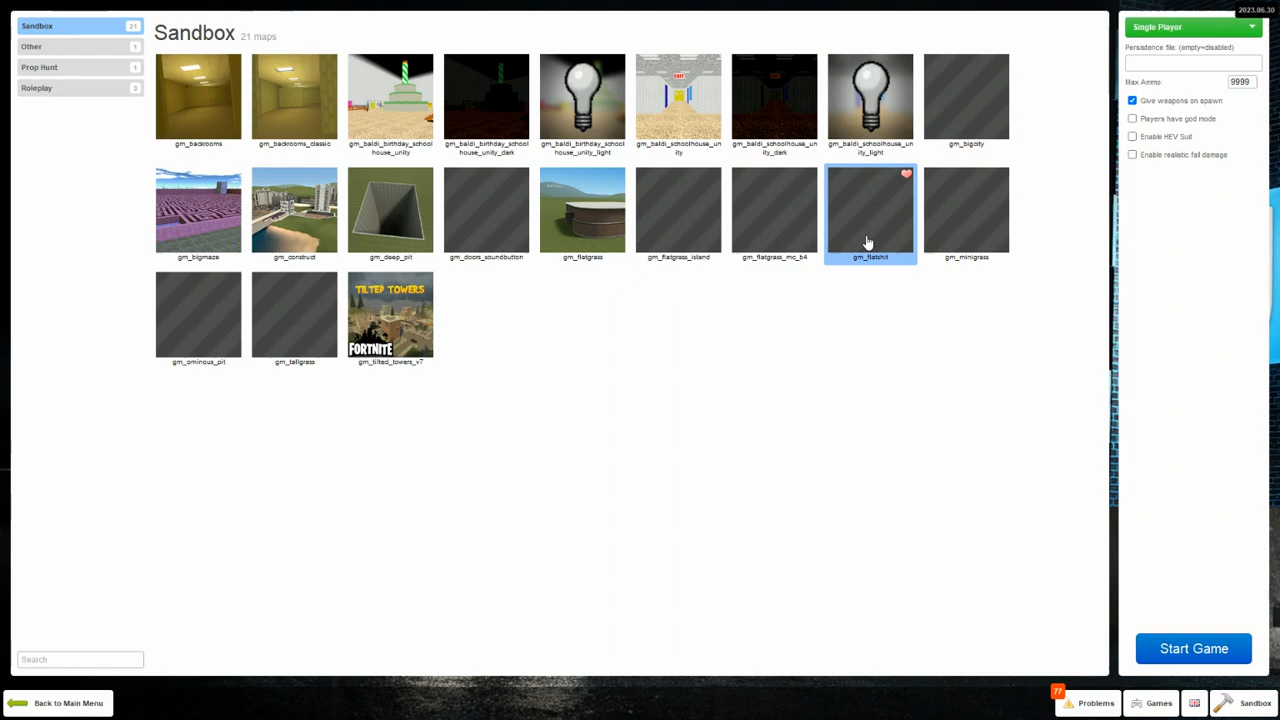 2023.06.30
Sandbox 21
Other 1
Prop Hunt 1
Roleplay 3
Sandbox 21 maps
gm_backrooms
gm_backrooms_classic
gm_baldi_birthday_school
house_unity
gm_baldi_birthday_school
house_unity_dark
gm_baldi_birthday_school
house_unity_light
EXIT
gm_baldi_schoolhouse_un
ity
gm_baldi_schoolhouse_un
ity_dark
gm_baldi_schoolhouse_un
ity_light
gm_bigcity
gm_bigmaze
gm_construct
gm_deep_pit
gm_doors_soundbutton
gm_flatgrass
gm_flatgrass_island
gm_flatgrass_mc_b4
gm_flatshit
gm_minigrass
gm_ominous_pit
gm_tallgrass
TILTED TOWERS
FORTNITE
gm_tilted_towers_v7
Search
Single Player
Persistence file: (empty=disabled)
Max Ammo: 9999
Give weapons on spawn
Players have god mode
Enable HEV Suit
Enable realistic fall damage
Start Game
Back to Main Menu
77
Problems
Games
Sandbox